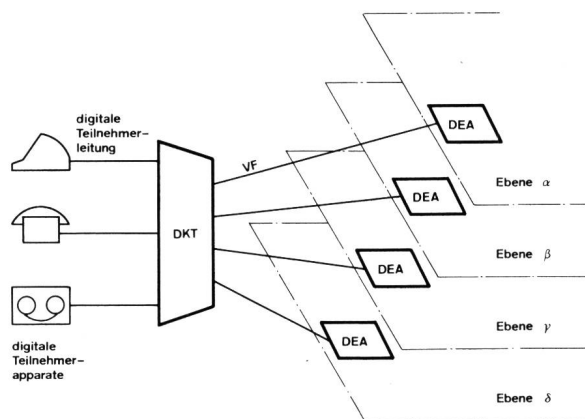 digitale
Teilnehmer-
leitung
VF
DKT
DEA
Ebene α
DEA
Ebene β
DEA
Ebene γ
DEA
Ebene δ
digitale
Teilnehmer-
apparate